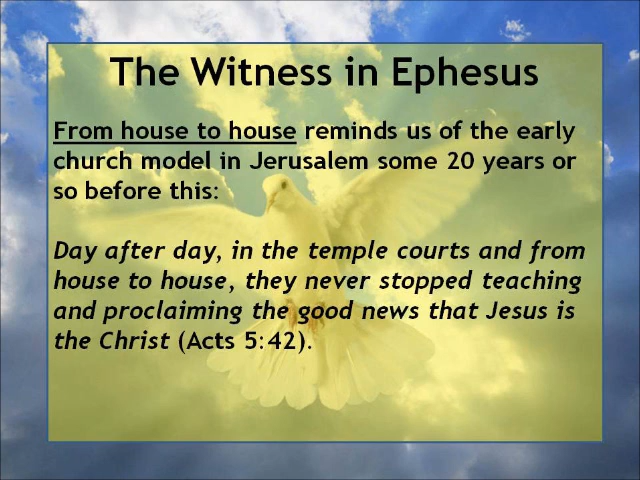 The Witness in Ephesus
From house to house reminds us of the early
church model in Jerusalem some 20 years or
so before this:
Day after day, in the temple courts and from
house to house, they never stopped teaching
and proclaiming the good news that Jesus is
the Christ (Acts 5:42).